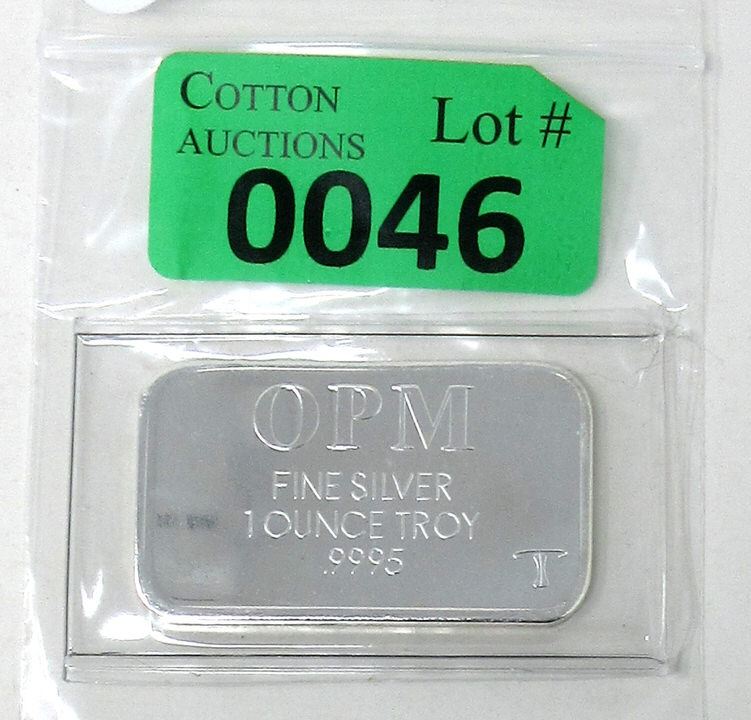 COTTON
AUCTIONS
Lot #
0046
OPM
FINE SILVER
1 OUNCE TROY
.9995
T